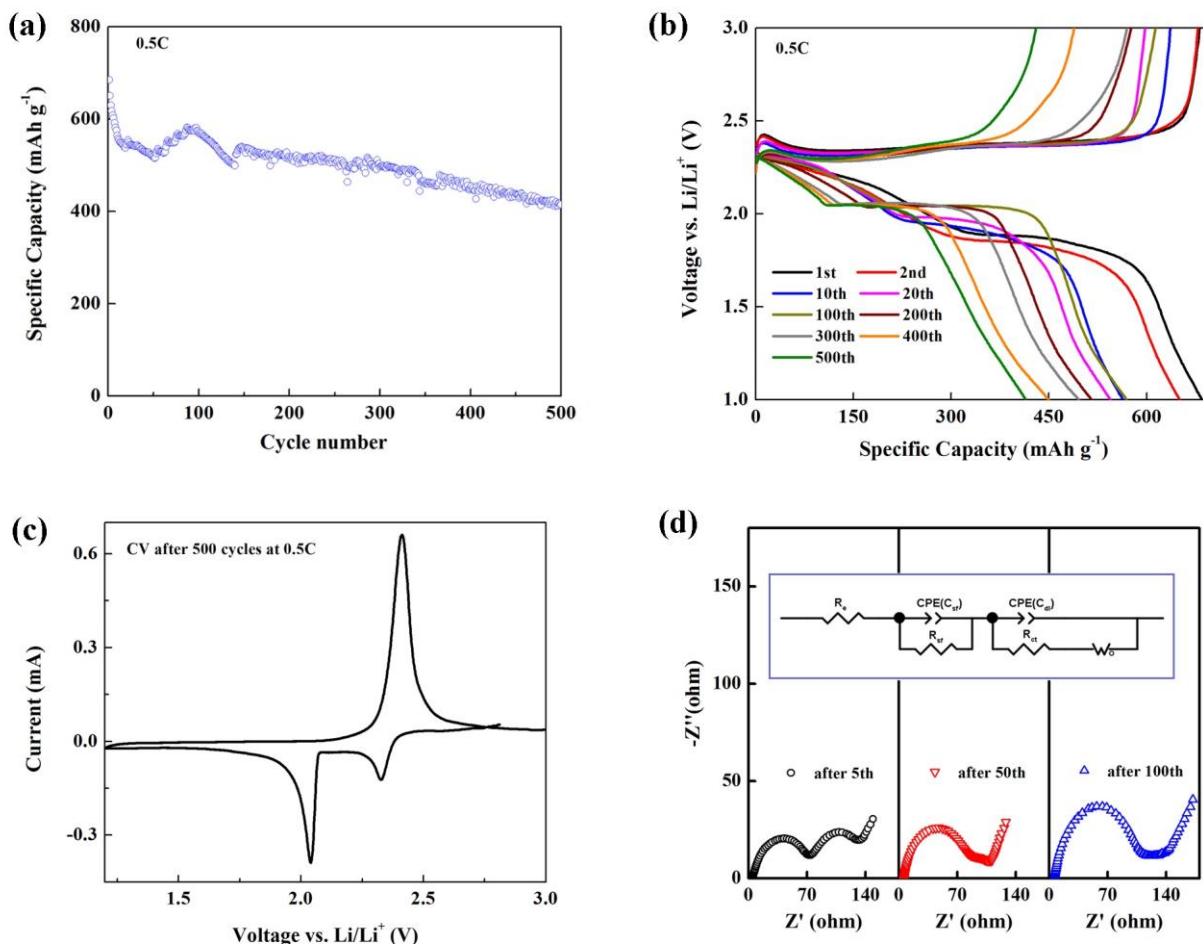 (a)
0.5C
800
600
400
200
0
Specific Capacity (mAh g⁻¹)
0 100 200 300 400 500
Cycle number
(b)
0.5C
3.0
2.5
2.0
1.5
1.0
Voltage vs. Li/Li⁺ (V)
1st 2nd
10th 20th
100th 200th
300th 400th
500th
0 150 300 450 600
Specific Capacity (mAh g⁻¹)
(c)
CV after 500 cycles at 0.5C
0.6
0.3
0.0
-0.3
Current (mA)
1.5 2.0 2.5 3.0
Voltage vs. Li/Li⁺ (V)
(d)
150
100
50
0
-Z''(ohm)
Rₑ CPE(C_sf) CPE(C_dl)
R_sf R_ct W_o
after 5th after 50th after 100th
0 70 140 0 70 140 0 70 140
Z' (ohm) Z' (ohm) Z' (ohm)